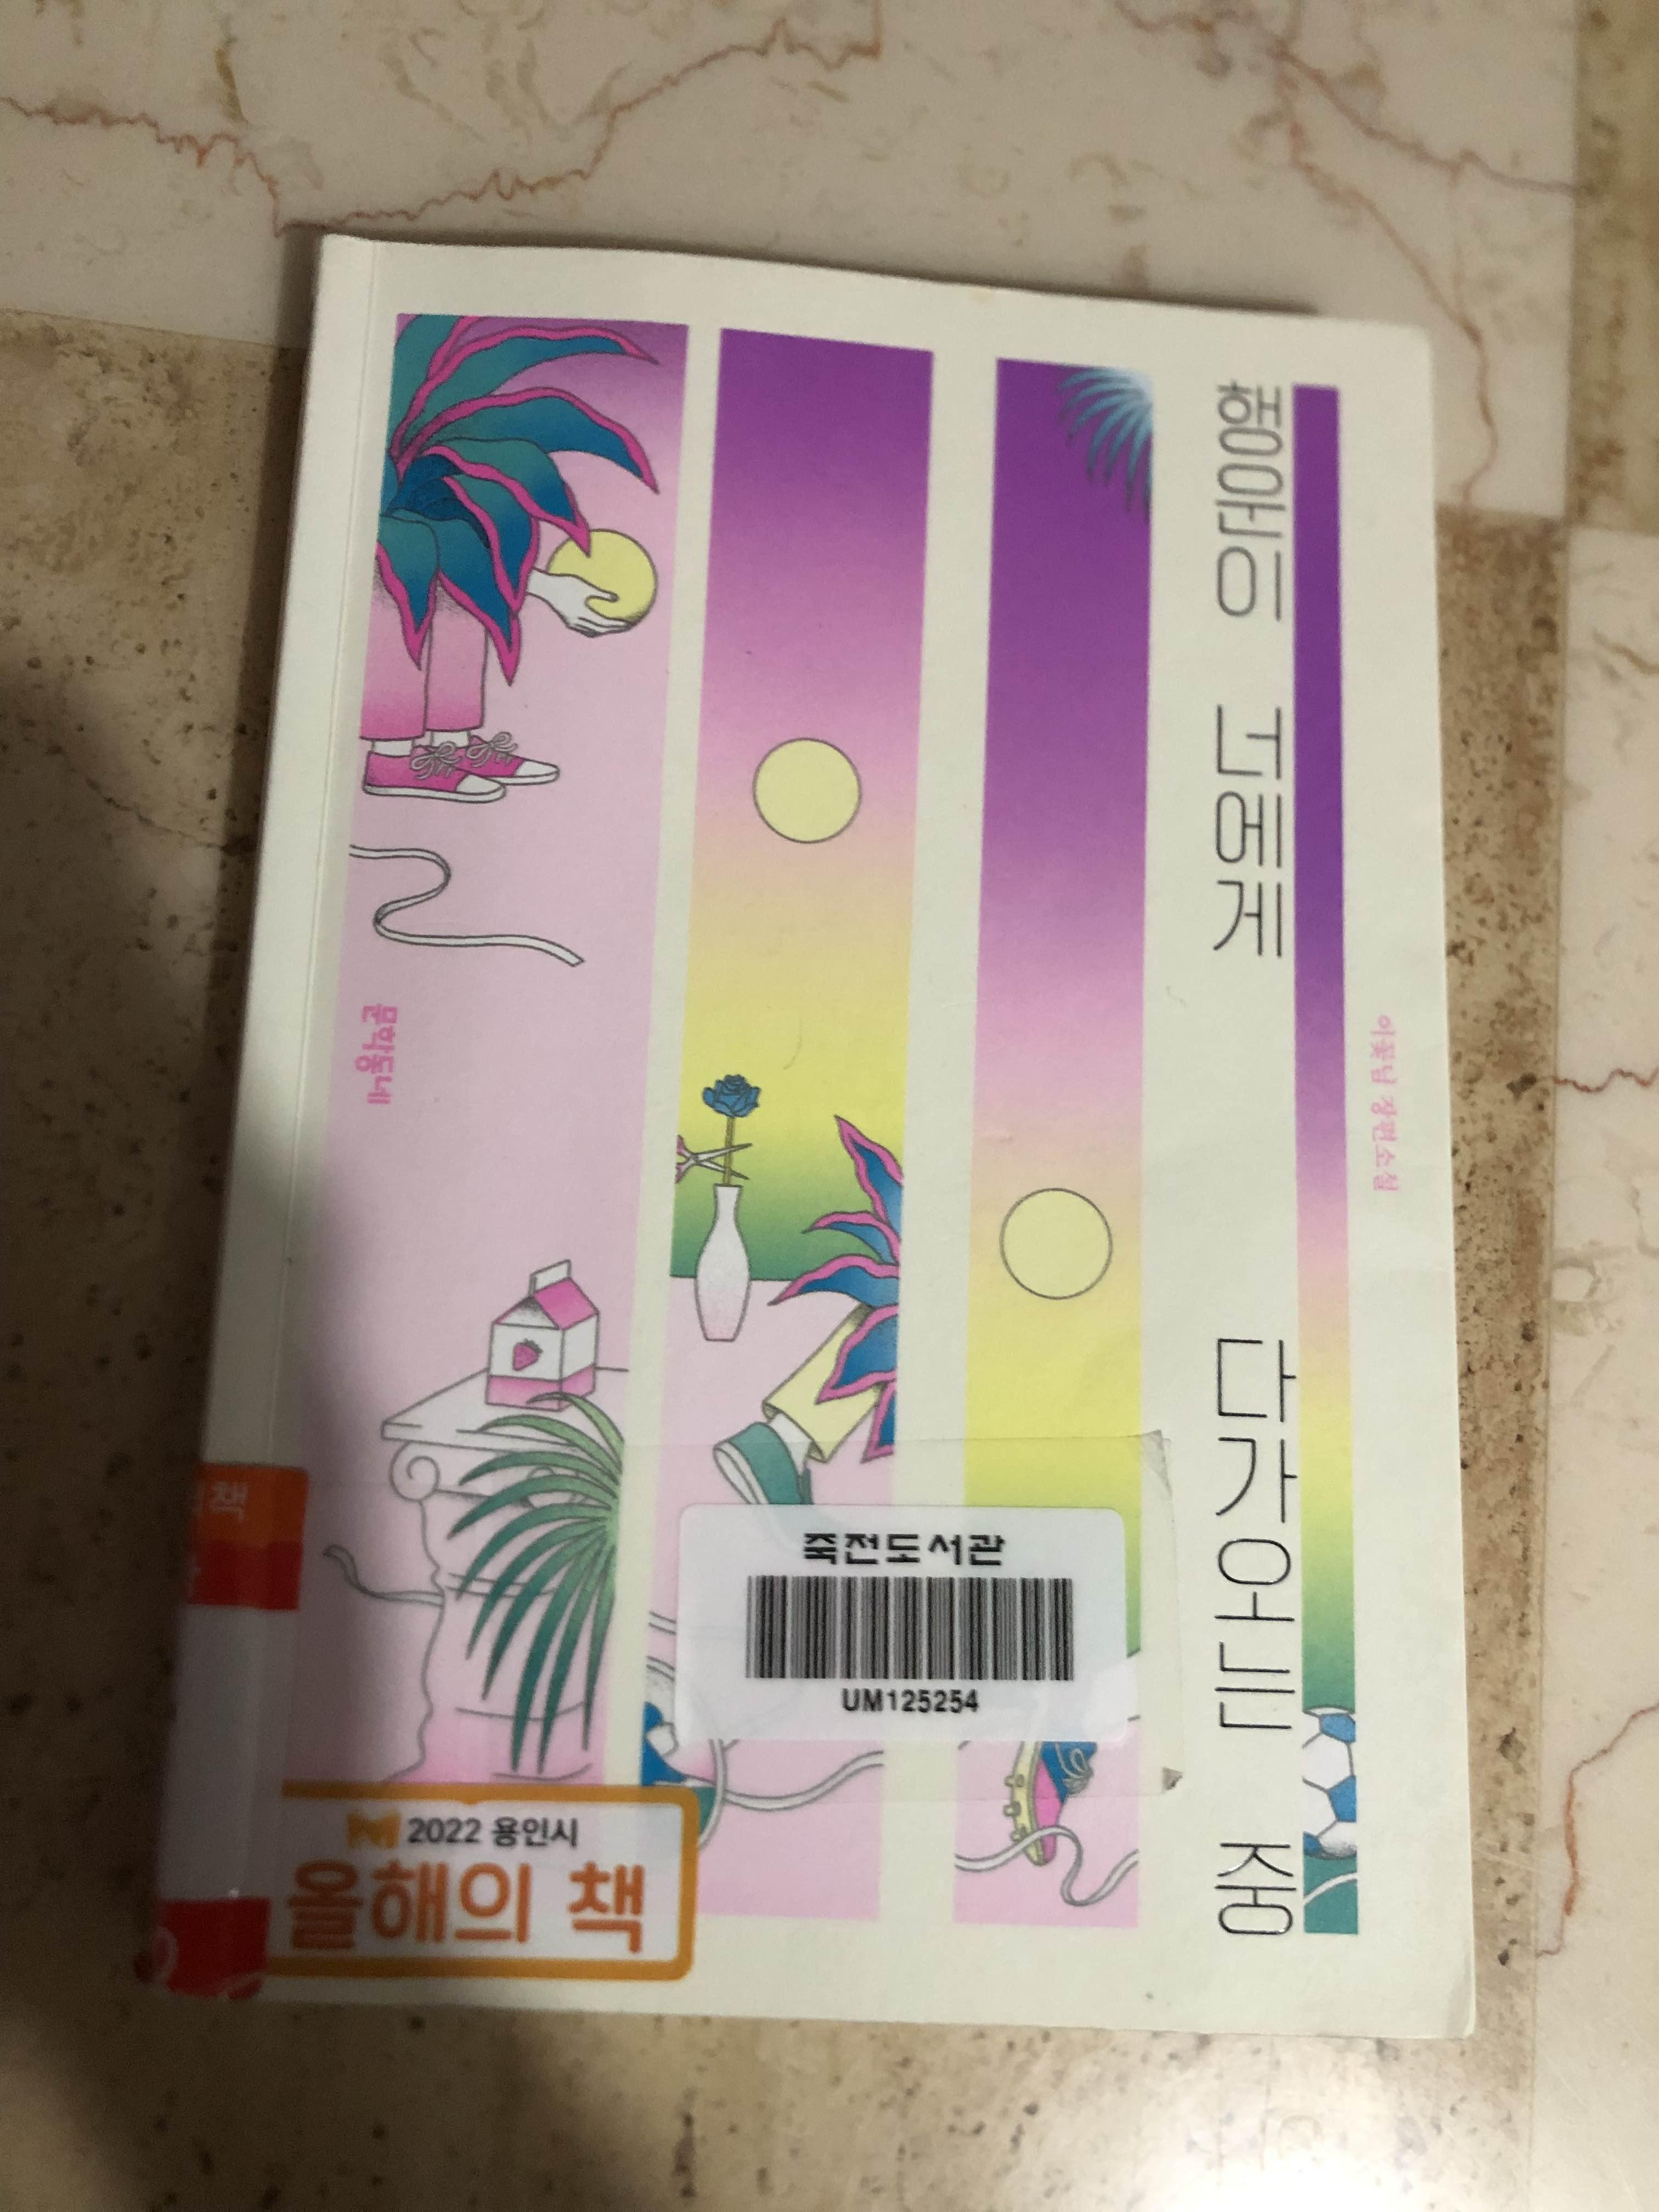 행운이 너에게 다가오는 중
이꽃님 장편소설
문학동네
죽전도서관
UM125254
2022 용인시
올해의 책
책